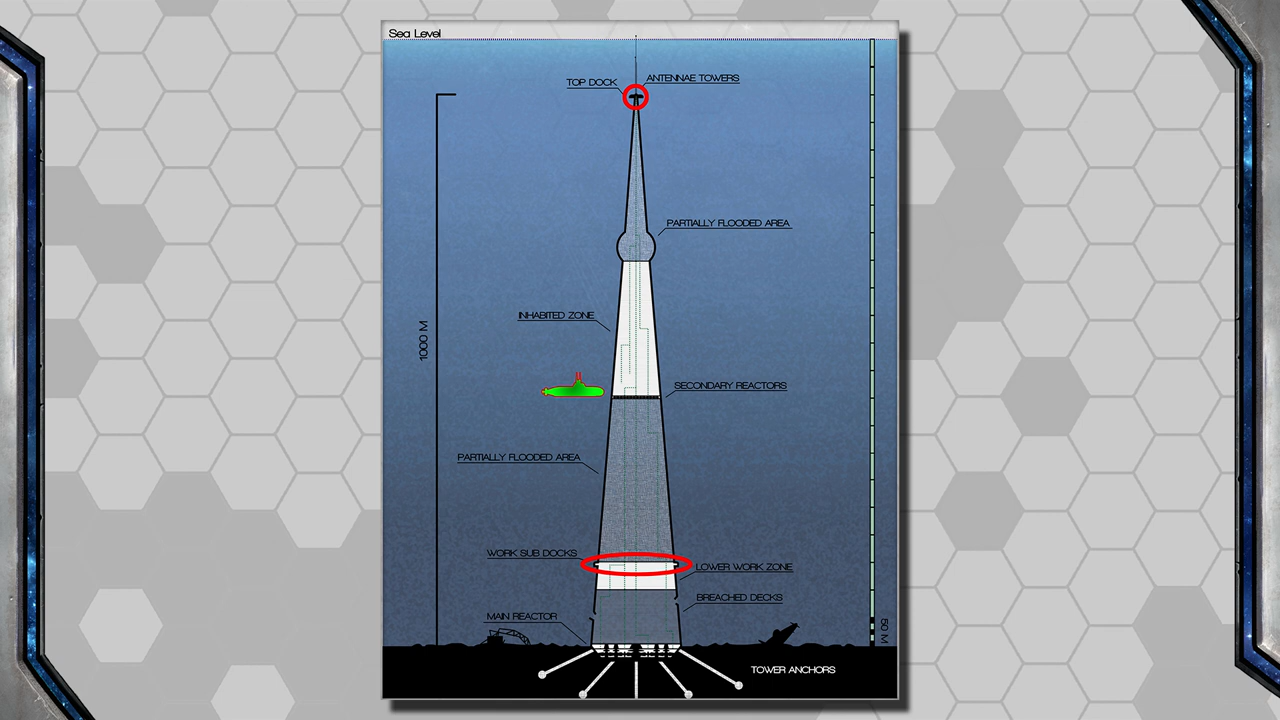 Sea Level
TOP DOCK
ANTENNAE TOWERS
PARTIALLY FLOODED AREA
INHABITED ZONE
1000 M
SECONDARY REACTORS
PARTIALLY FLOODED AREA
WORK SUB DOCKS
LOWER WORK ZONE
BREACHED DECKS
MAIN REACTOR
50 M
TOWER ANCHORS